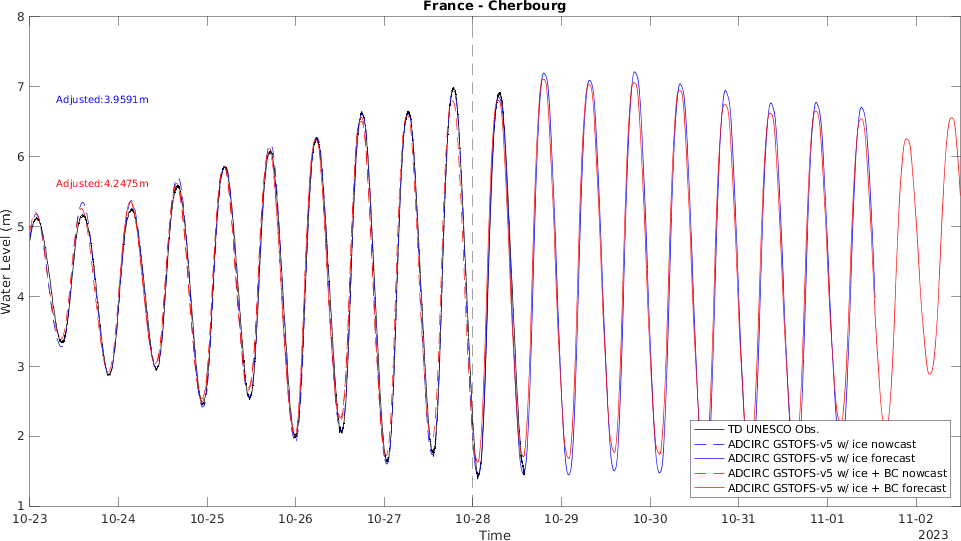 France - Cherbourg
8
7
6
5
4
3
2
1
Water Level (m)
Adjusted:3.9591m
Adjusted:4.2475m
TD UNESCO Obs.
ADCIRC GSTOFS-v5 w/ ice nowcast
ADCIRC GSTOFS-v5 w/ ice forecast
ADCIRC GSTOFS-v5 w/ ice + BC nowcast
ADCIRC GSTOFS-v5 w/ ice + BC forecast
10-23 10-24 10-25 10-26 10-27 10-28 10-29 10-30 10-31 11-01 11-02
Time
2023